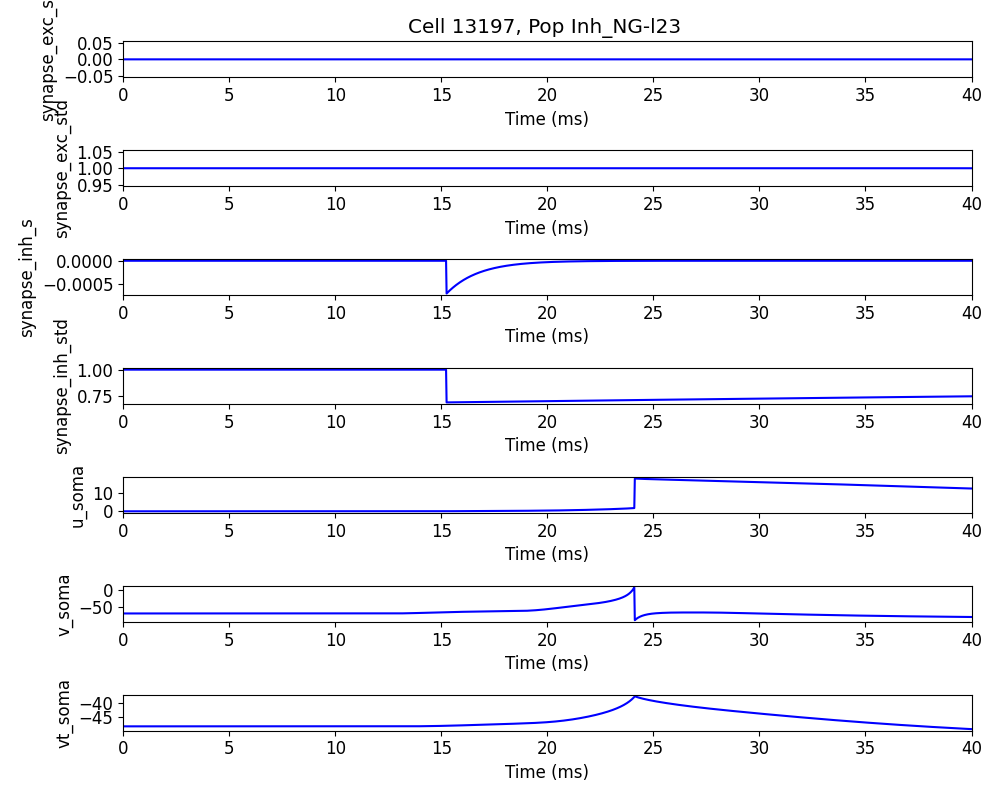 Cell 13197, Pop Inh_NG-l23
synapse_exc_s
0.05
0.00
−0.05
0 5 10 15 20 25 30 35 40
Time (ms)
synapse_exc_std
1.05
1.00
0.95
0 5 10 15 20 25 30 35 40
Time (ms)
synapse_inh_s
0.0000
−0.0005
0 5 10 15 20 25 30 35 40
Time (ms)
synapse_inh_std
1.00
0.75
0 5 10 15 20 25 30 35 40
Time (ms)
u_soma
10
0
0 5 10 15 20 25 30 35 40
Time (ms)
v_soma
0
−50
0 5 10 15 20 25 30 35 40
Time (ms)
vt_soma
−40
−45
0 5 10 15 20 25 30 35 40
Time (ms)